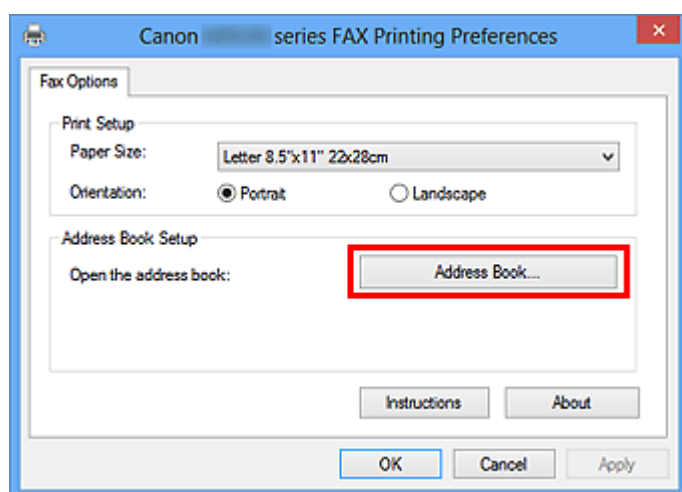 Canon series FAX Printing Preferences
Fax Options
Print Setup
Paper Size: Letter 8.5"x11" 22x28cm
Orientation: Portrait Landscape
Address Book Setup
Open the address book: Address Book...
Instructions About
OK Cancel Apply